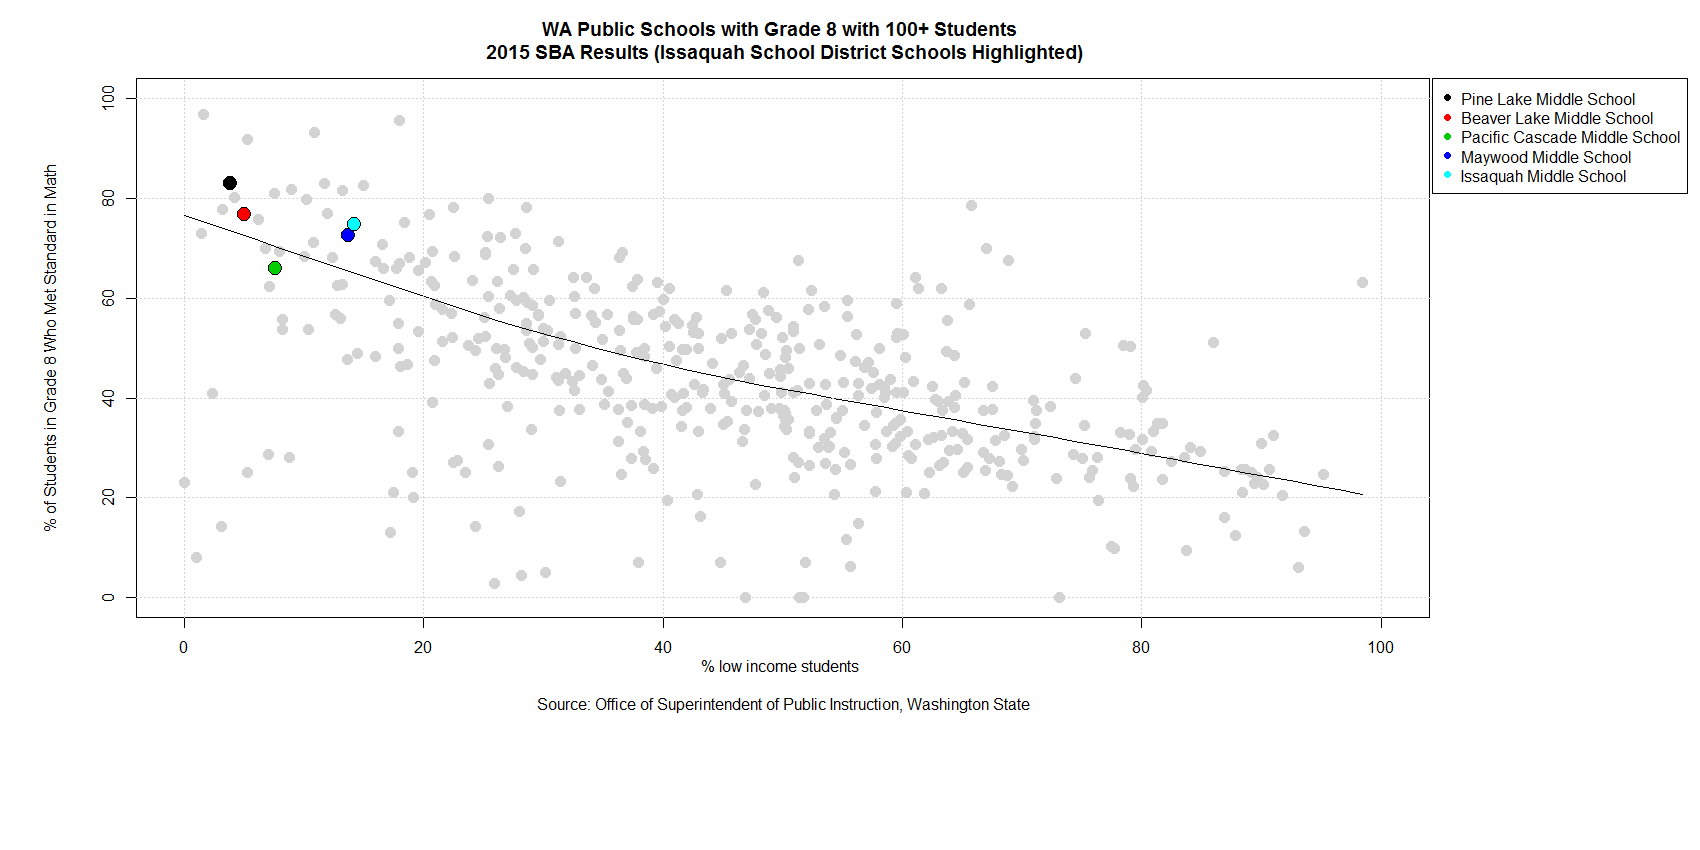 WA Public Schools with Grade 8 with 100+ Students
2015 SBA Results (Issaquah School District Schools Highlighted)
% of Students in Grade 8 Who Met Standard in Math
100
80
60
40
20
0
Pine Lake Middle School
Beaver Lake Middle School
Pacific Cascade Middle School
Maywood Middle School
Issaquah Middle School
0 20 40 60 80 100
% low income students
Source: Office of Superintendent of Public Instruction, Washington State